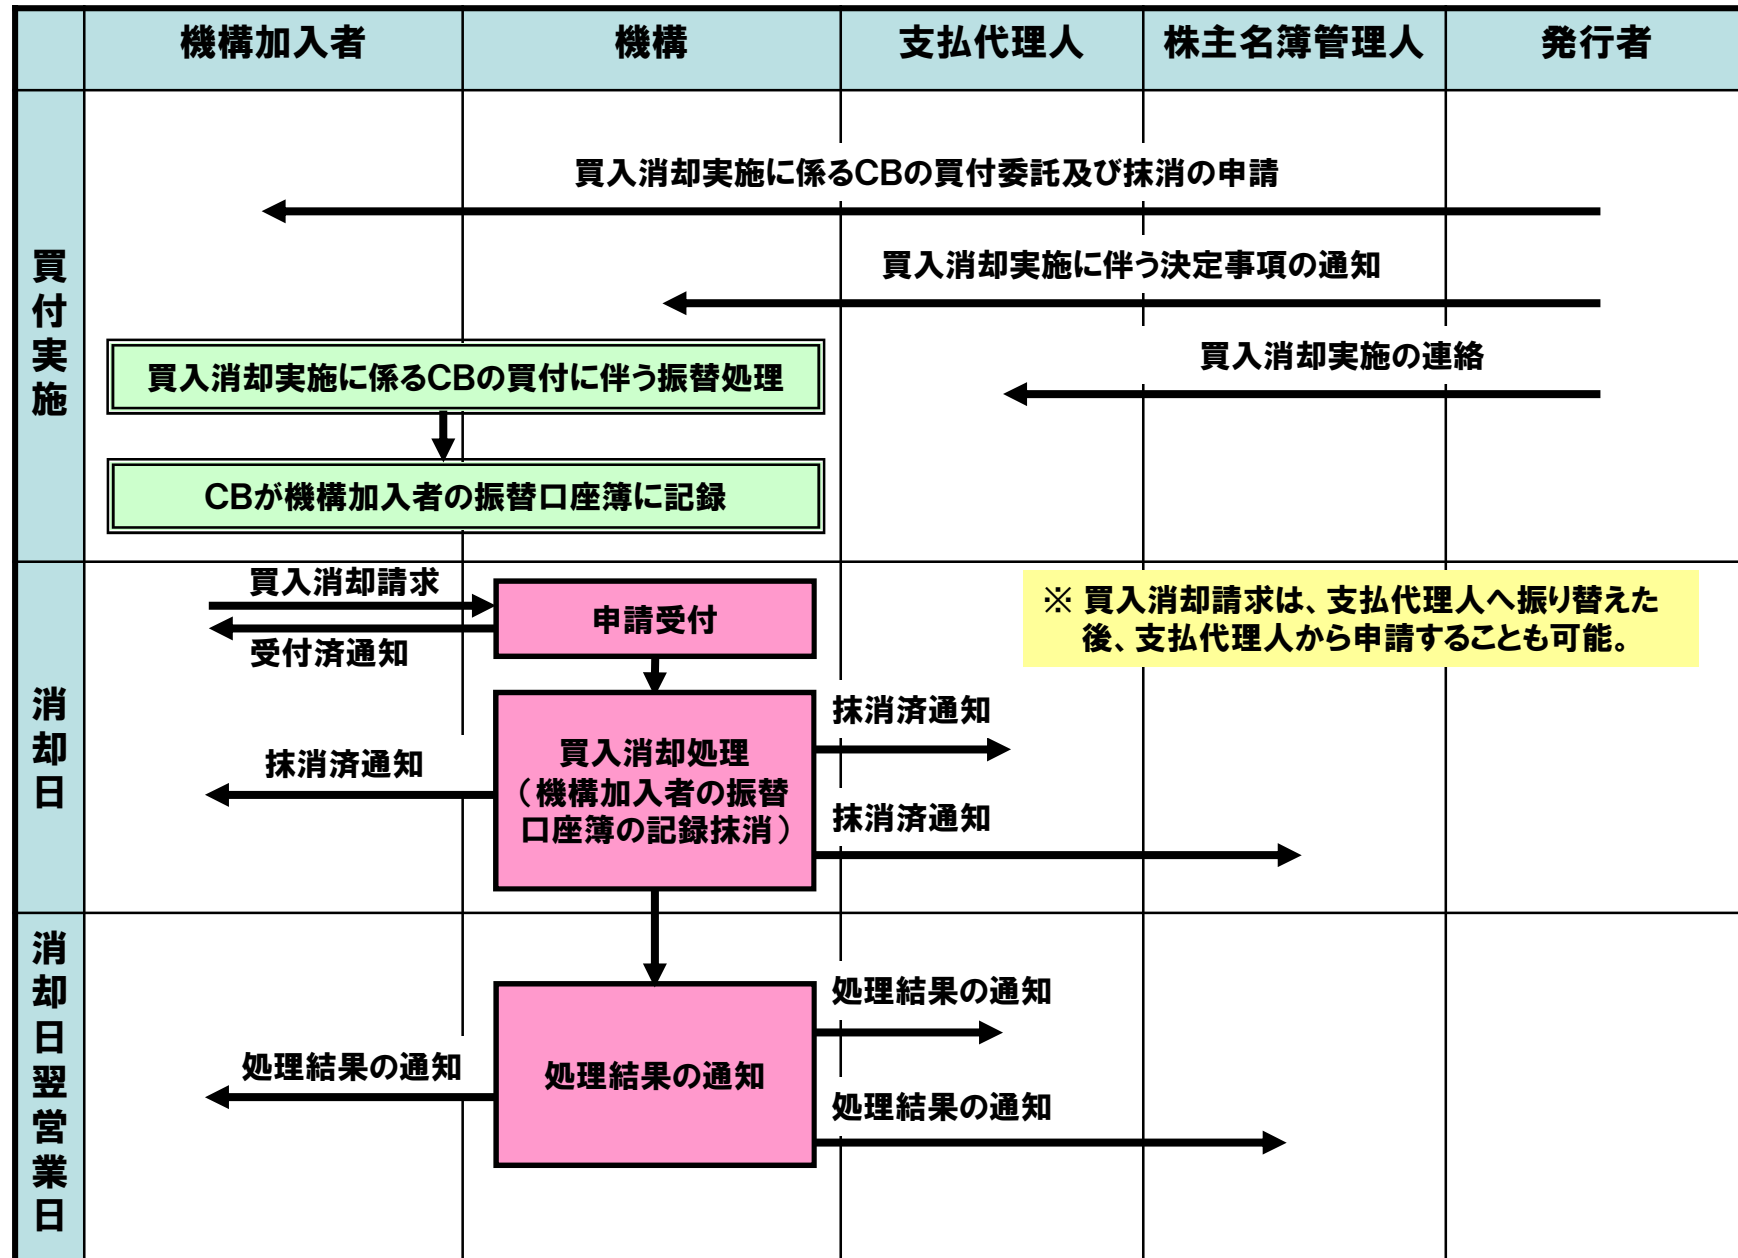 機構加入者
機構
支払代理人
株主名簿管理人
発行者
買付実施
買入消却実施に係るCBの買付委託及び抹消の申請
買入消却実施に伴う決定事項の通知
買入消却実施の連絡
買入消却実施に係るCBの買付に伴う振替処理
CBが機構加入者の振替口座簿に記録
消却日
買入消却請求
申請受付
受付済通知
※ 買入消却請求は、支払代理人へ振り替えた
後、支払代理人から申請することも可能。
抹消済通知
買入消却処理
（機構加入者の振替
口座簿の記録抹消）
抹消済通知
抹消済通知
消却日翌営業日
処理結果の通知
処理結果の通知
処理結果の通知
処理結果の通知